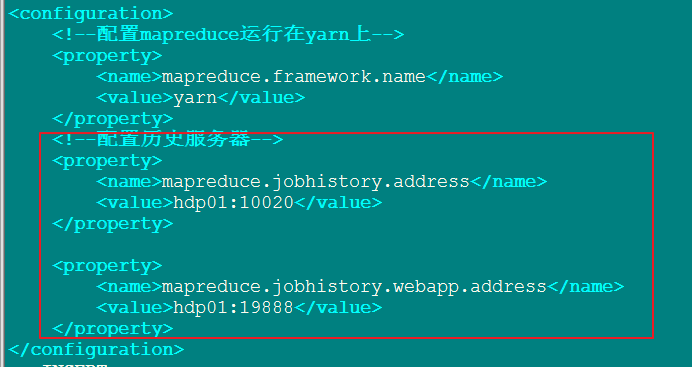 <configuration>
<!--配置mapreduce运行在yarn上-->
<property>
<name>mapreduce.framework.name</name>
<value>yarn</value>
</property>
<!--配置历史服务器-->
<property>
<name>mapreduce.jobhistory.address</name>
<value>hdp01:10020</value>
</property>
<property>
<name>mapreduce.jobhistory.webapp.address</name>
<value>hdp01:19888</value>
</property>
</configuration>
-- INSERT --